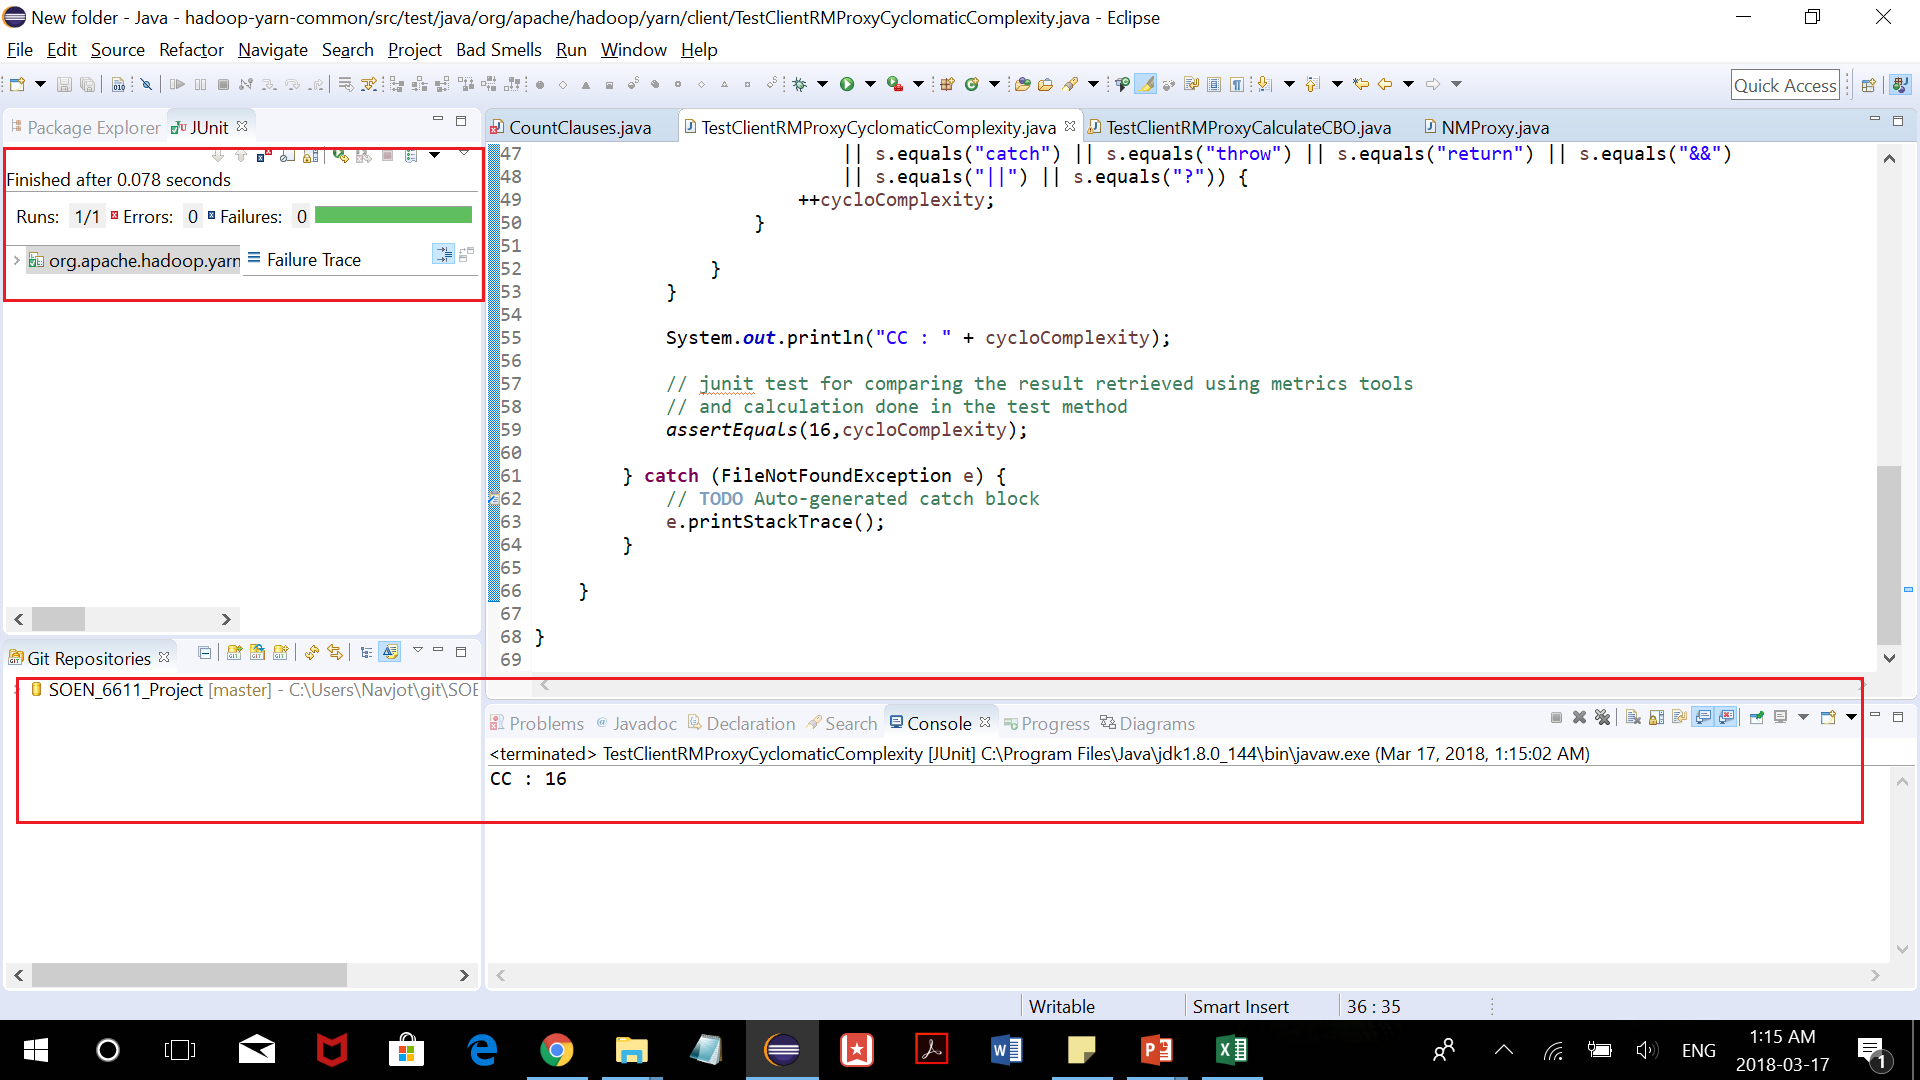 New folder - Java - hadoop-yarn-common/src/test/java/org/apache/hadoop/yarn/client/TestClientRMProxyCyclomaticComplexity.java - Eclipse
File Edit Source Refactor Navigate Search Project Bad Smells Run Window Help
Quick Access
Package Explorer JUnit
CountClauses.java TestClientRMProxyCyclomaticComplexity.java TestClientRMProxyCalculateCBO.java NMProxy.java
Finished after 0.078 seconds
Runs: 1/1 Errors: 0 Failures: 0
org.apache.hadoop.yarn Failure Trace
47 || s.equals("catch") || s.equals("throw") || s.equals("return") || s.equals("&&")
48 || s.equals("||") || s.equals("?")) {
49 ++cycloComplexity;
50 }
51
52 }
53 }
54
55 System.out.println("CC : " + cycloComplexity);
56
57 // junit test for comparing the result retrieved using metrics tools
58 // and calculation done in the test method
59 assertEquals(16,cycloComplexity);
60
61 } catch (FileNotFoundException e) {
62 // TODO Auto-generated catch block
63 e.printStackTrace();
64 }
65
66 }
67
68 }
69
Git Repositories
SOEN_6611_Project [master] - C:\Users\Navjot\git\SOE
Problems Javadoc Declaration Search Console Progress Diagrams
<terminated> TestClientRMProxyCyclomaticComplexity [JUnit] C:\Program Files\Java\jdk1.8.0_144\bin\javaw.exe (Mar 17, 2018, 1:15:02 AM)
CC : 16
Writable Smart Insert 36 : 35
ENG
1:15 AM
2018-03-17
1